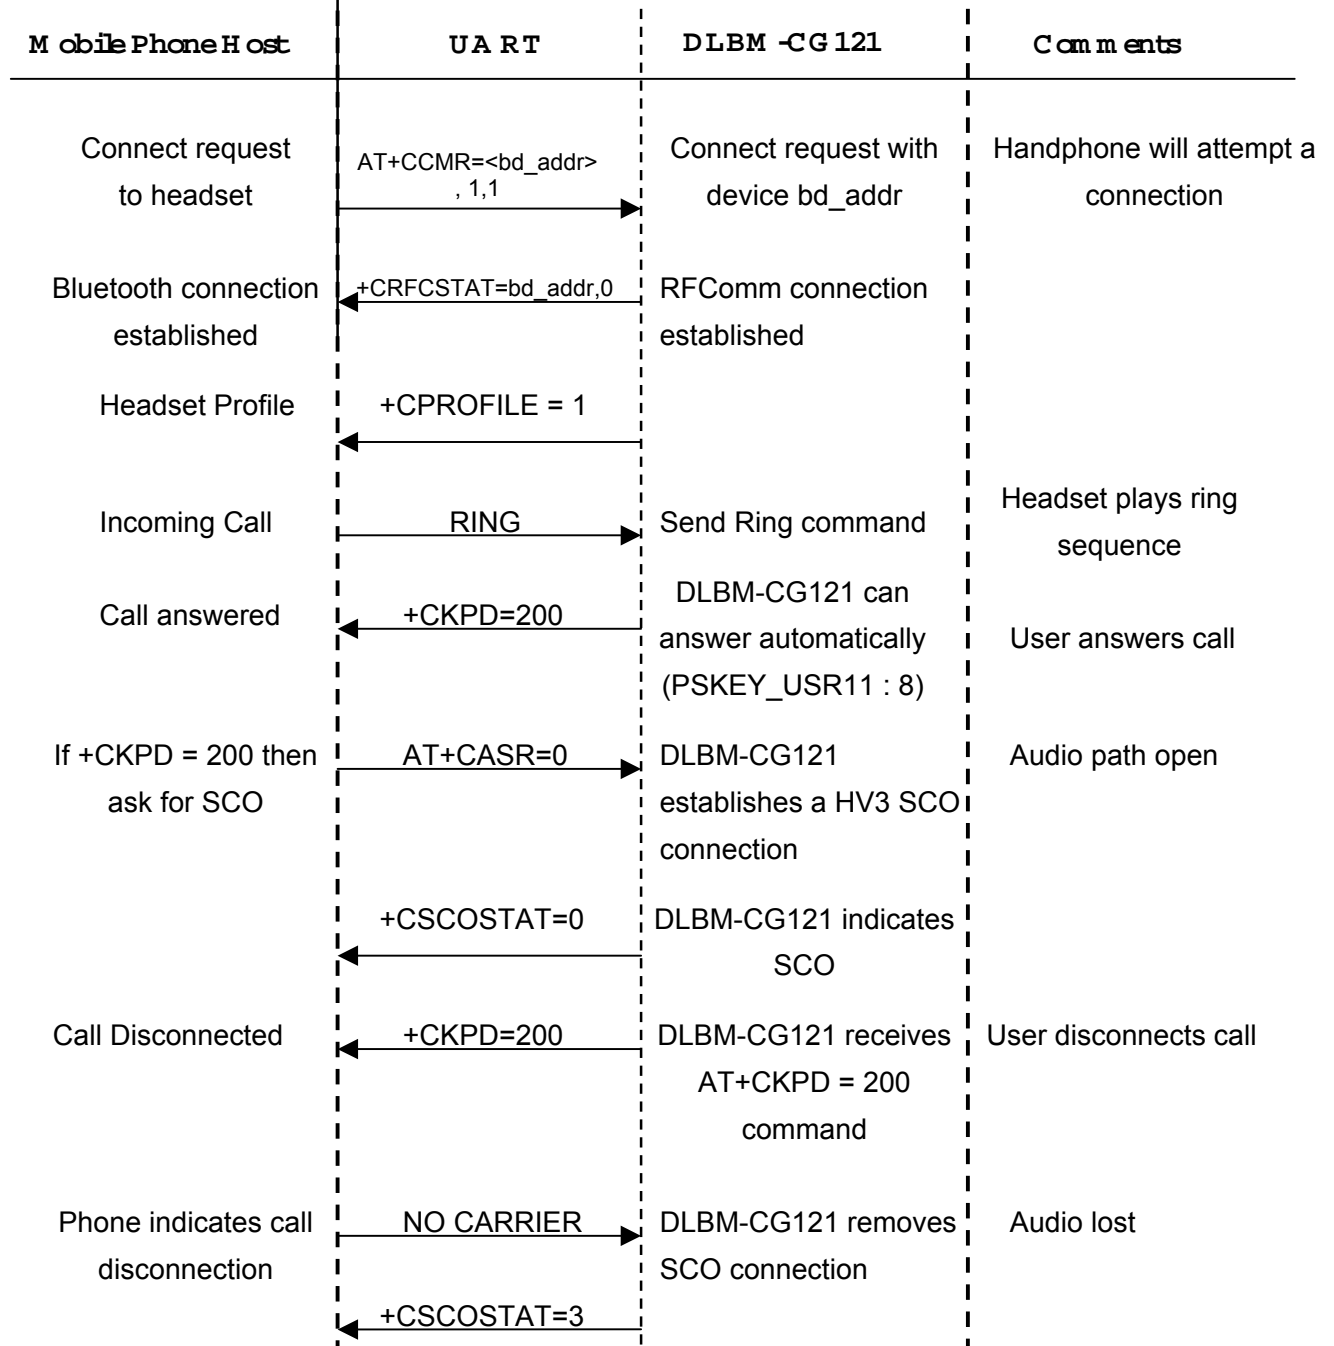 Mobile Phone Host UART DLBM-CG121 Comments
Connect request
to headset
AT+CCMR=<bd_addr>
, 1,1
Connect request with
device bd_addr
Handphone will attempt a
connection
Bluetooth connection
established
+CRFCSTAT=bd_addr,0
RFComm connection
established
Headset Profile
+CPROFILE = 1
Incoming Call
RING
Send Ring command
Headset plays ring
sequence
Call answered
+CKPD=200
DLBM-CG121 can
answer automatically
(PSKEY_USR11 : 8)
User answers call
If +CKPD = 200 then
ask for SCO
AT+CASR=0
DLBM-CG121
establishes a HV3 SCO
connection
Audio path open
+CSCOSTAT=0
DLBM-CG121 indicates
SCO
Call Disconnected
+CKPD=200
DLBM-CG121 receives
AT+CKPD = 200
command
User disconnects call
Phone indicates call
disconnection
NO CARRIER
DLBM-CG121 removes
SCO connection
Audio lost
+CSCOSTAT=3